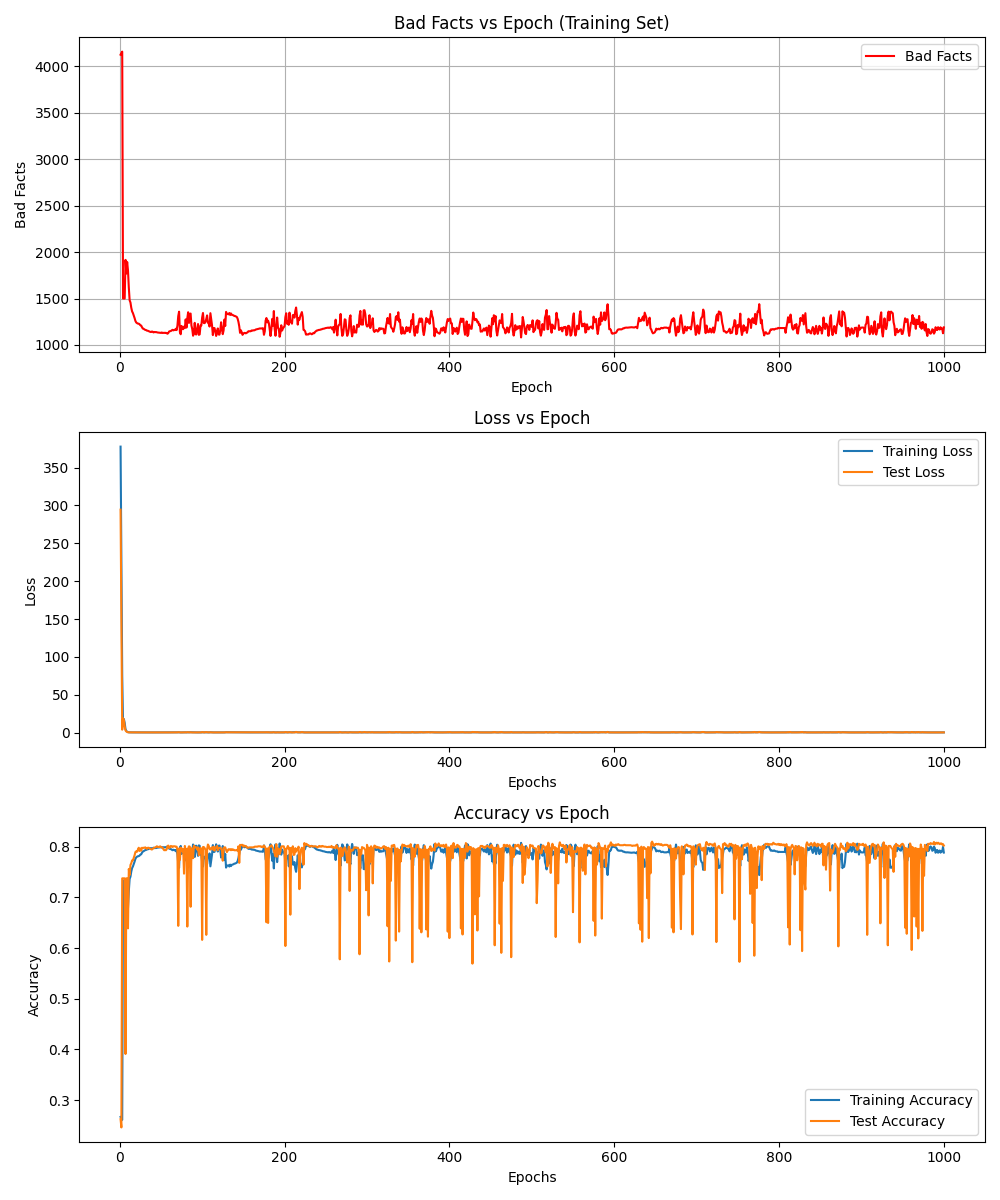 Bad Facts vs Epoch (Training Set)
Bad Facts
4000
3500
3000
2500
2000
1500
1000
Bad Facts
0 200 400 600 800 1000
Epoch
Loss vs Epoch
Training Loss
Test Loss
350
300
250
200
150
100
50
0
Loss
0 200 400 600 800 1000
Epochs
Accuracy vs Epoch
0.8
0.7
0.6
0.5
0.4
0.3
Accuracy
Training Accuracy
Test Accuracy
0 200 400 600 800 1000
Epochs